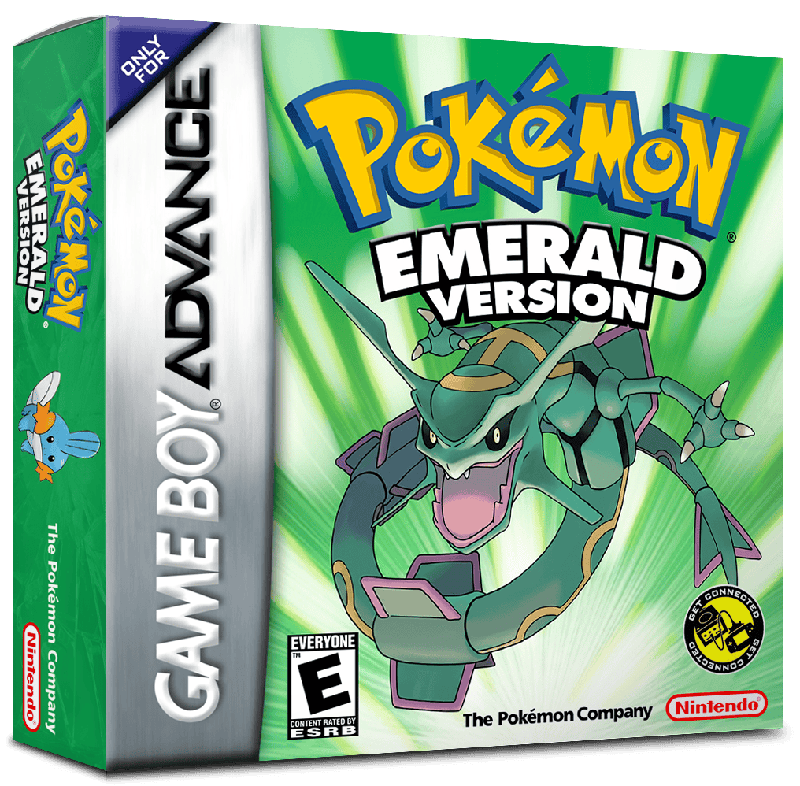 POKéMON
EMERALD
VERSION
®
The Pokémon Company
Nintendo
ONLY
FOR
GAME BOY ADVANCE
®
POKéMON
®
EMERALD
VERSION
EVERYONE
™
E
CONTENT RATED BY
ESRB
The Pokémon Company
Nintendo®
GET CONNECTED
GET CONNECTED